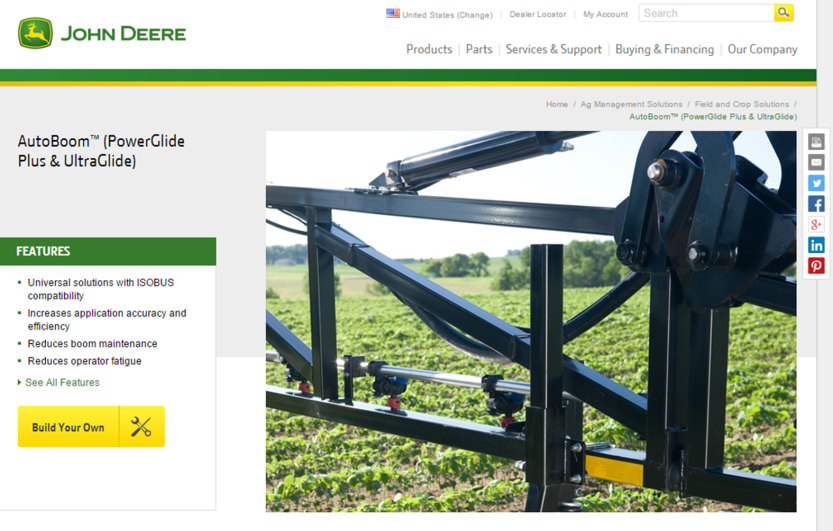 JOHN DEERE
United States (Change) | Dealer Locator | My Account
Search
Products | Parts | Services & Support | Buying & Financing | Our Company
Home / Ag Management Solutions / Field and Crop Solutions /
AutoBoom™ (PowerGlide Plus & UltraGlide)
AutoBoom™ (PowerGlide
Plus & UltraGlide)
FEATURES
Universal solutions with ISOBUS
compatibility
Increases application accuracy and
efficiency
Reduces boom maintenance
Reduces operator fatigue
See All Features
Build Your Own